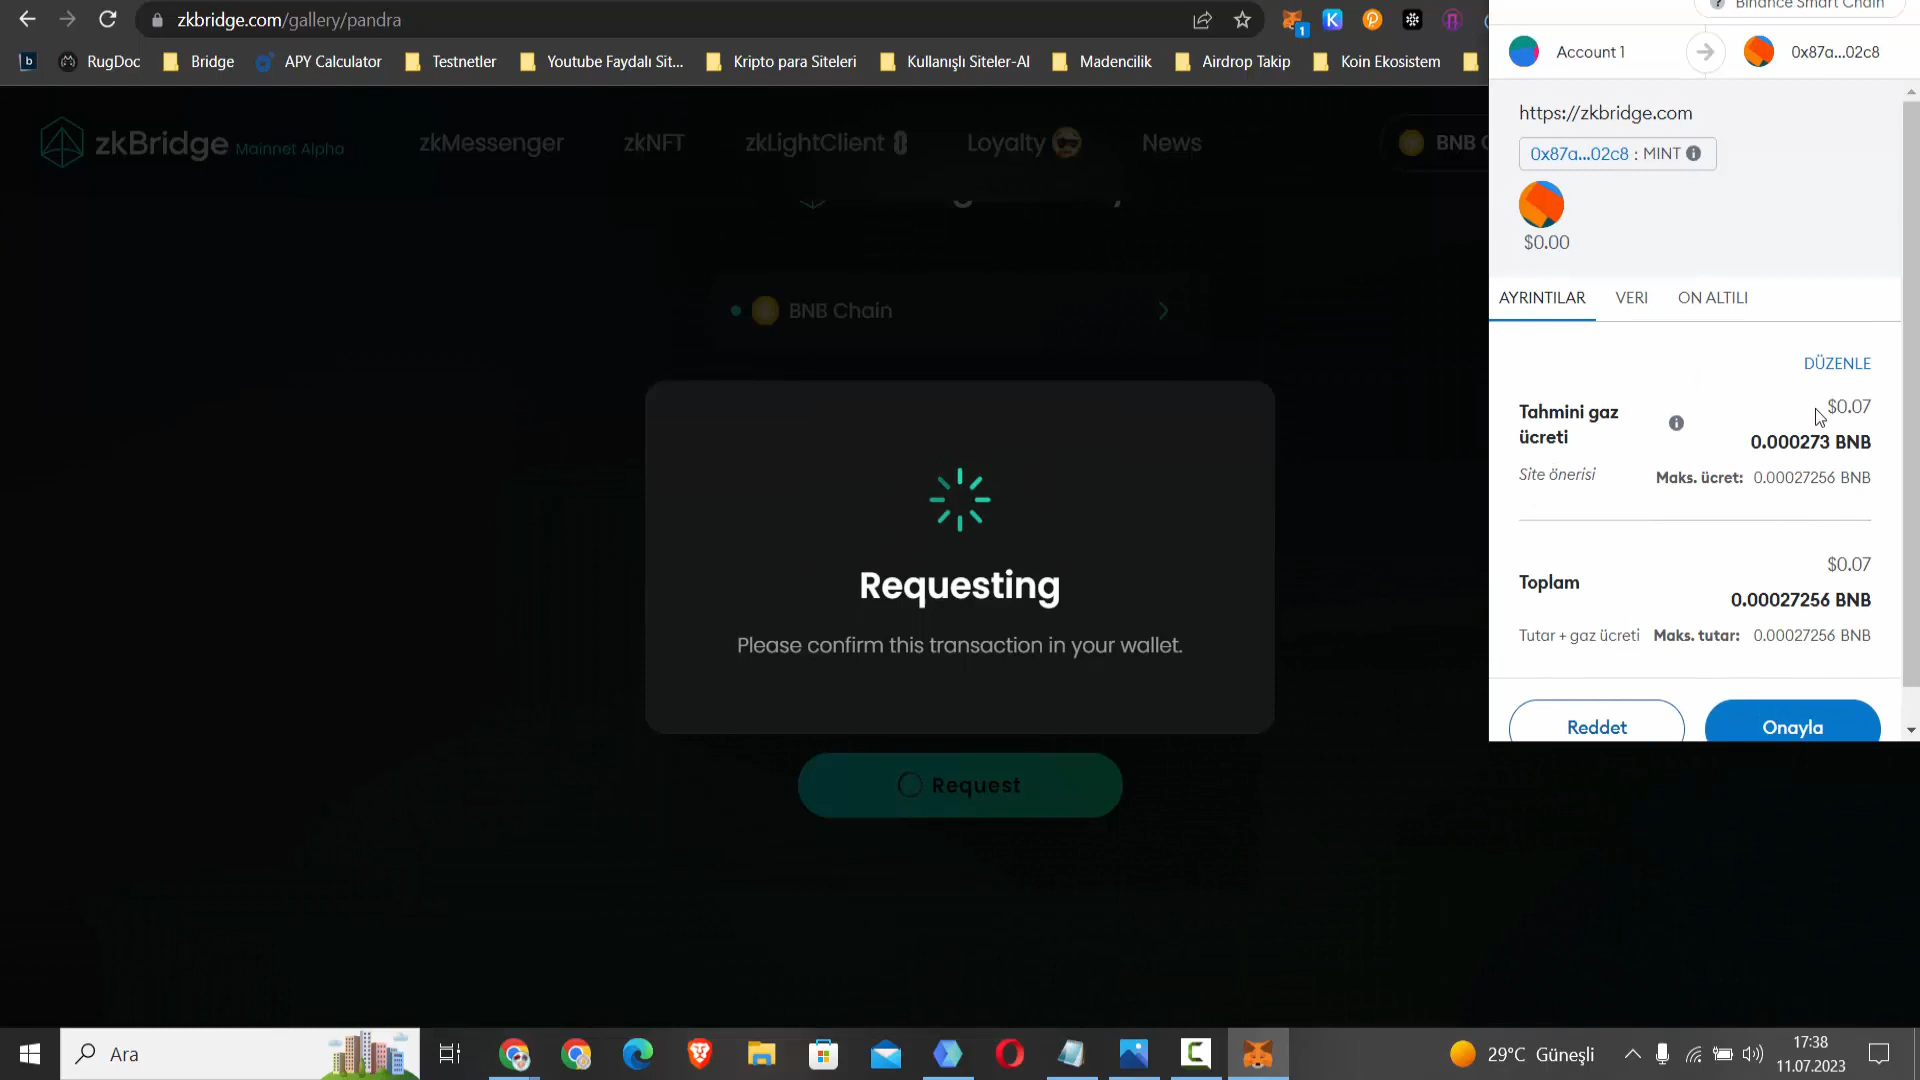 zkbridge.com/gallery/pandra
1
K
b
RugDoc
Bridge
APY Calculator
Testnetler
Youtube Faydalı Sit...
Kripto para Siteleri
Kullanışlı Siteler-AI
Madencilik
Airdrop Takip
Koin Ekosistem
zkBridge Mainnet Alpha
zkMessenger
zkNFT
zkLightClient
Loyalty
News
BNB C
BNB Chain
Requesting
Please confirm this transaction in your wallet.
Request
Binance Smart Chain
Account 1
0x87a...02c8
https://zkbridge.com
0x87a...02c8 : MINT
$0.00
AYRINTILAR
VERI
ON ALTILI
DÜZENLE
Tahmini gaz
ücreti
$0.07
0.000273 BNB
Site önerisi
Maks. ücret: 0.00027256 BNB
Toplam
$0.07
0.00027256 BNB
Tutar + gaz ücreti
Maks. tutar: 0.00027256 BNB
Reddet
Onayla
Ara
29°C Güneşli
17:38
11.07.2023